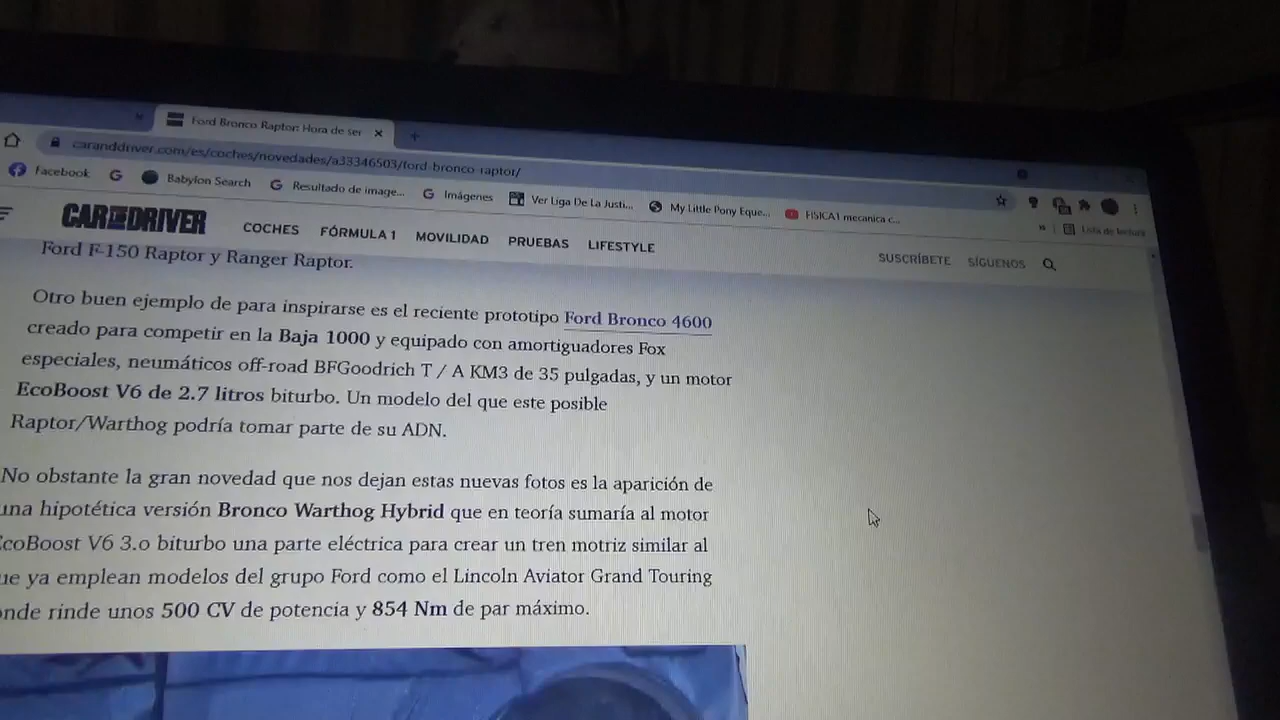 Ford Bronco Raptor: Hora de ser
caranddriver.com/es/coches/novedades/a33346503/ford-bronco-raptor/
Facebook Babylon Search Resultado de image... Imágenes Ver Liga De La Justi... My Little Pony Eque... FISICA1 mecanica c...
» Lista de lectura
CAR AND DRIVER COCHES FÓRMULA 1 MOVILIDAD PRUEBAS LIFESTYLE SUSCRÍBETE SÍGUENOS
Ford F-150 Raptor y Ranger Raptor.
Otro buen ejemplo de para inspirarse es el reciente prototipo Ford Bronco 4600
creado para competir en la Baja 1000 y equipado con amortiguadores Fox
especiales, neumáticos off-road BFGoodrich T / A KM3 de 35 pulgadas, y un motor
EcoBoost V6 de 2.7 litros biturbo. Un modelo del que este posible
Raptor/Warthog podría tomar parte de su ADN.
No obstante la gran novedad que nos dejan estas nuevas fotos es la aparición de
una hipotética versión Bronco Warthog Hybrid que en teoría sumaría al motor
EcoBoost V6 3.0 biturbo una parte eléctrica para crear un tren motriz similar al
ue ya emplean modelos del grupo Ford como el Lincoln Aviator Grand Touring
onde rinde unos 500 CV de potencia y 854 Nm de par máximo.